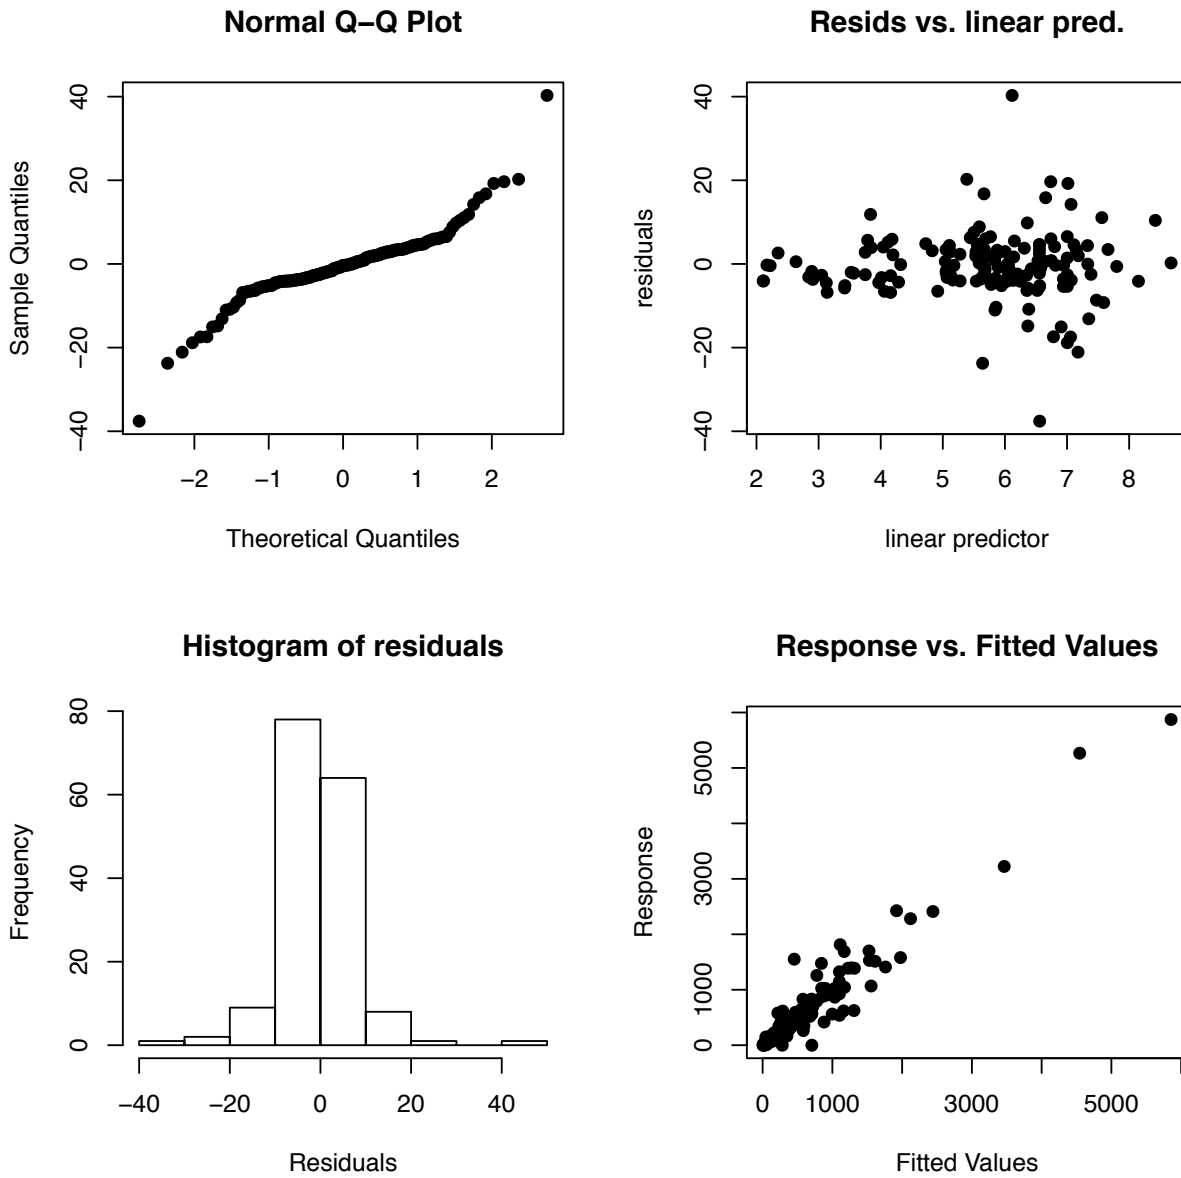 Normal Q–Q Plot
40
20
0
−20
−40
Sample Quantiles
−2 −1 0 1 2
Theoretical Quantiles
Resids vs. linear pred.
40
20
0
−20
−40
residuals
2 3 4 5 6 7 8
linear predictor
Histogram of residuals
80
60
40
20
0
Frequency
−40 −20 0 20 40
Residuals
Response vs. Fitted Values
5000
3000
1000
0
Response
0 1000 3000 5000
Fitted Values